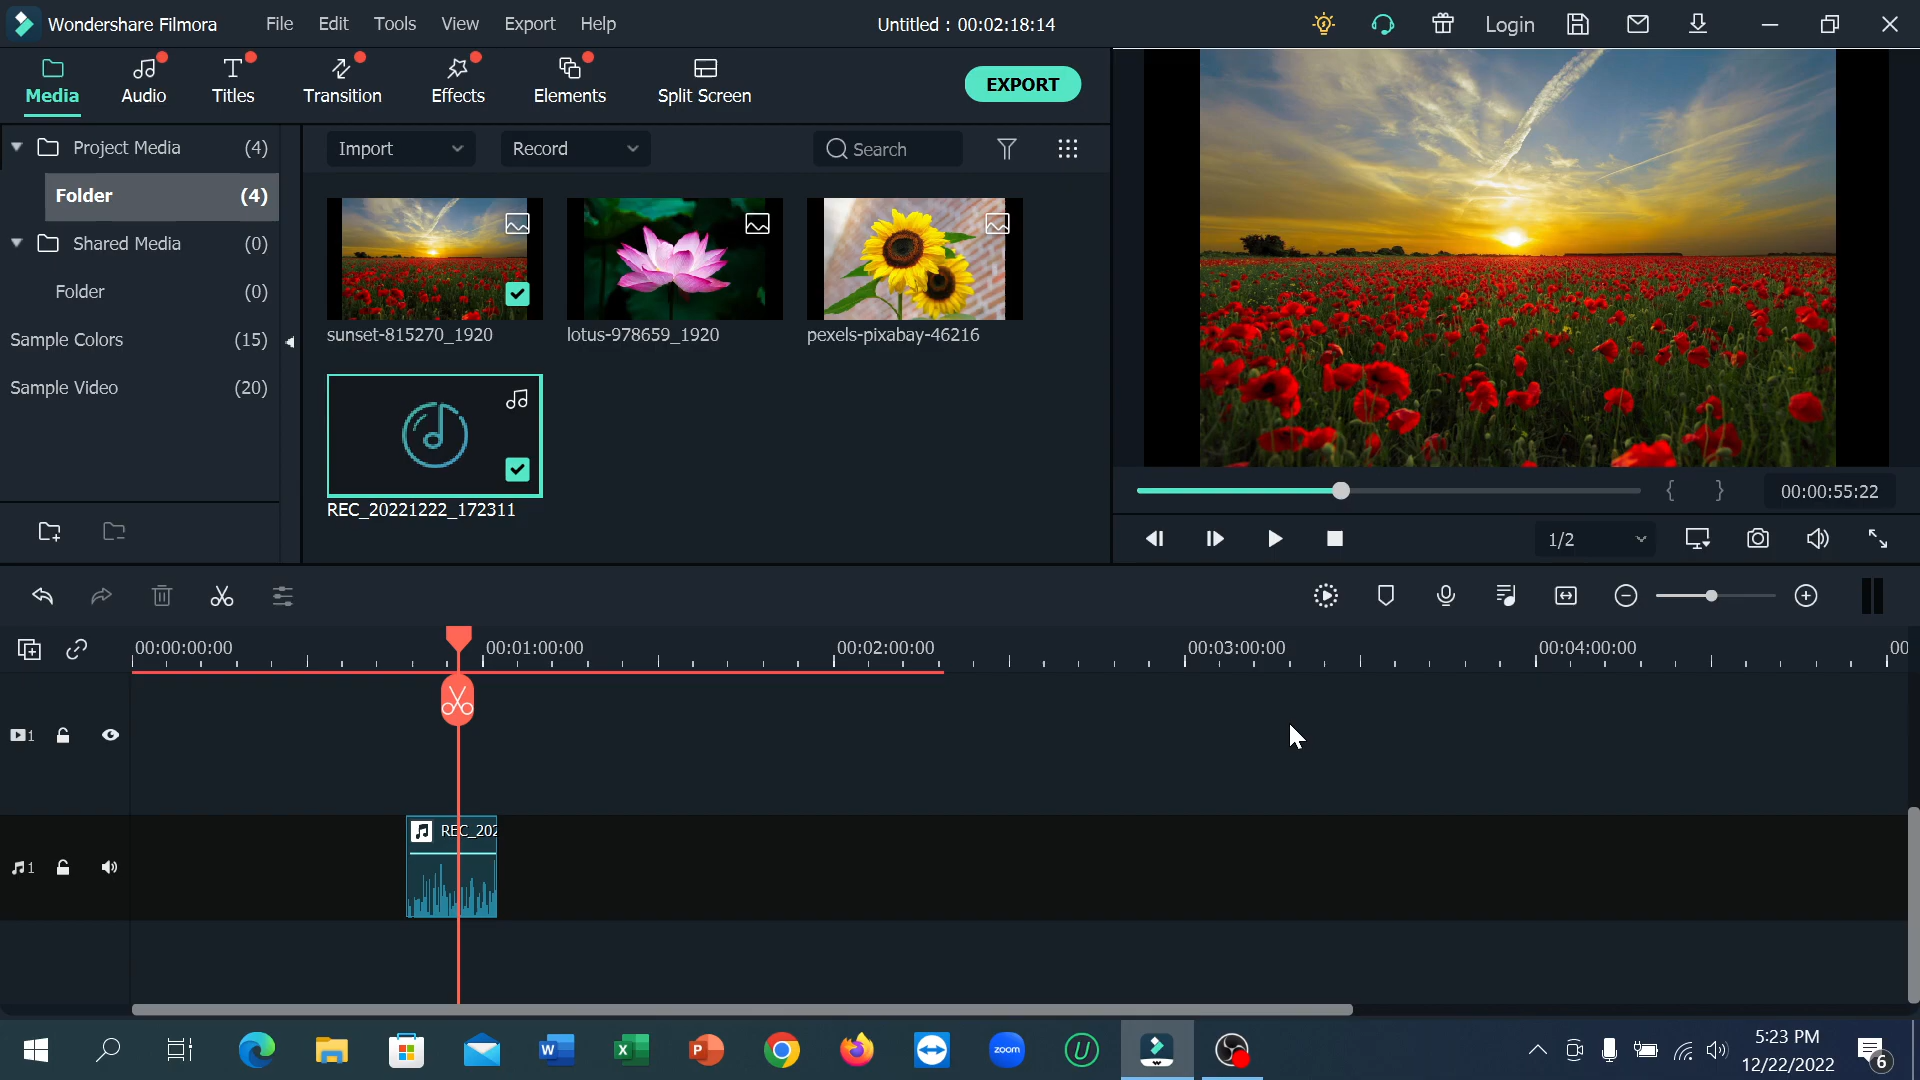 Wondershare Filmora File Edit Tools View Export Help Untitled : 00:02:18:14 Login
Media Audio Titles Transition Effects Elements Split Screen EXPORT
Project Media (4)
Folder (4)
Shared Media (0)
Folder (0)
Sample Colors (15)
Sample Video (20)
Import Record Search
sunset-815270_1920 lotus-978659_1920 pexels-pixabay-46216
REC_20221222_172311
{ } 00:00:55:22
1/2
00:00:00:00 00:01:00:00 00:02:00:00 00:03:00:00 00:04:00:00 00
1
REC_202
1
W X P zoom U
5:23 PM
12/22/2022
6